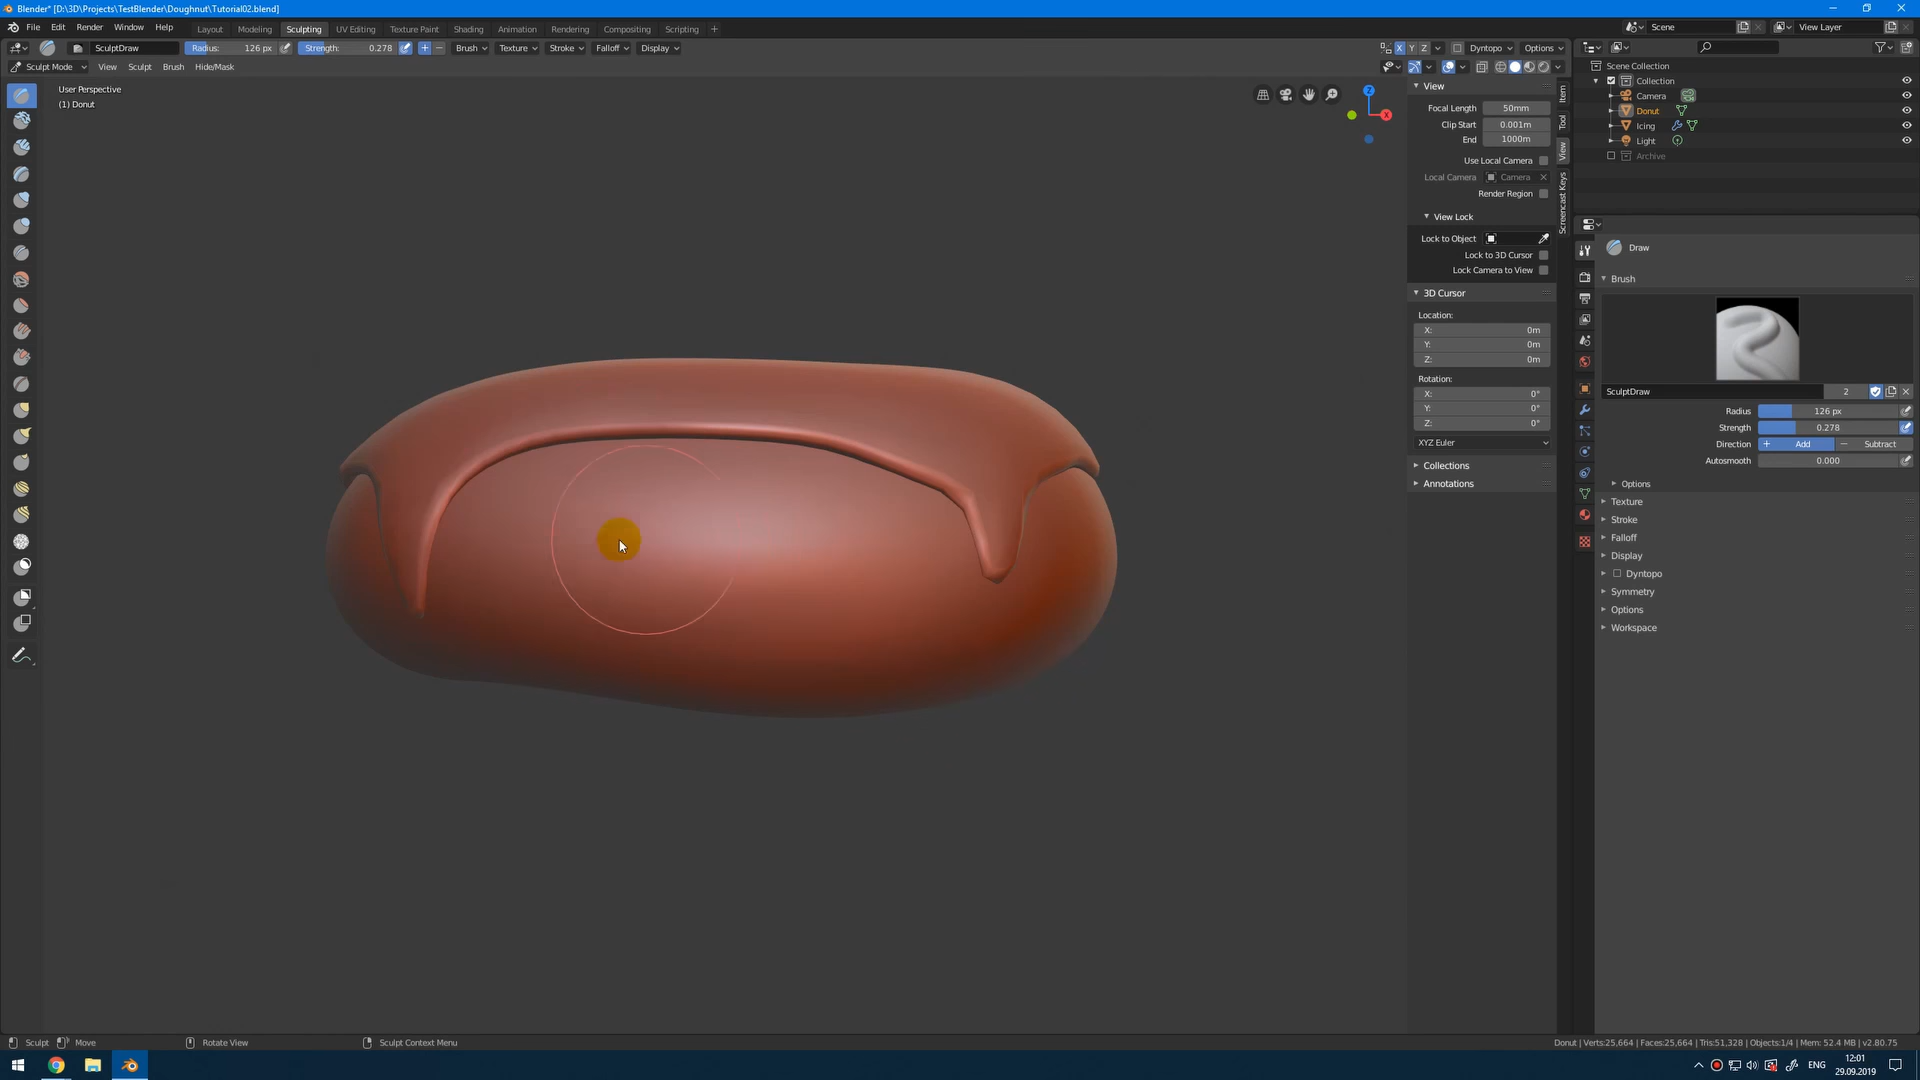 Blender* [D:\3D\Projects\TestBlender\Doughnut\Tutorial02.blend]
File Edit Render Window Help Layout Modeling Sculpting UV Editing Texture Paint Shading Animation Rendering Compositing Scripting + Scene View Layer
SculptDraw Radius: 126 px Strength: 0.278 + − Brush Texture Stroke Falloff Display X Y Z Dyntopo Options
Sculpt Mode View Sculpt Brush Hide/Mask
User Perspective
(1) Donut
Z
X
View
Focal Length 50mm
Clip Start 0.001m
End 1000m
Use Local Camera
Local Camera Camera
Render Region
View Lock
Lock to Object
Lock to 3D Cursor
Lock Camera to View
3D Cursor
Location:
X: 0m
Y: 0m
Z: 0m
Rotation:
X: 0°
Y: 0°
Z: 0°
XYZ Euler
Collections
Annotations
Item
Tool
View
Screencast Keys
Scene Collection
Collection
Camera
Donut
Icing
Light
Archive
Draw
Brush
SculptDraw 2
Radius 126 px
Strength 0.278
Direction + Add − Subtract
Autosmooth 0.000
Options
Texture
Stroke
Falloff
Display
Dyntopo
Symmetry
Options
Workspace
Sculpt Move Rotate View Sculpt Context Menu Donut | Verts:25,664 | Faces:25,664 | Tris:51,328 | Objects:1/4 | Mem: 52.4 MB | v2.80.75
ENG 12:01
29.09.2019